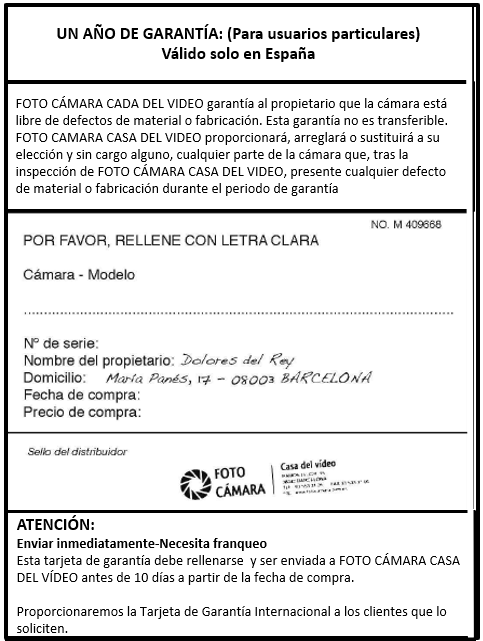 UN AÑO DE GARANTÍA: (Para usuarios particulares)
Válido solo en España
FOTO CÁMARA CADA DEL VIDEO garantía al propietario que la cámara está
libre de defectos de material o fabricación. Esta garantía no es transferible.
FOTO CAMARA CASA DEL VIDEO proporcionará, arreglará o sustituirá a su
elección y sin cargo alguno, cualquier parte de la cámara que, tras la
inspección de FOTO CÁMARA CASA DEL VIDEO, presente cualquier defecto
de material o fabricación durante el periodo de garantía
NO. M 409668
POR FAVOR, RELLENE CON LETRA CLARA
Cámara - Modelo
Nº de serie:
Nombre del propietario: Dolores del Rey
Domicilio: María Panés, 17 - 08003 BARCELONA
Fecha de compra:
Precio de compra:
Sello del distribuidor
FOTO
CÁMARA
Casa del vídeo
ATENCIÓN:
Enviar inmediatamente-Necesita franqueo
Esta tarjeta de garantía debe rellenarse y ser enviada a FOTO CÁMARA CASA
DEL VÍDEO antes de 10 días a partir de la fecha de compra.
Proporcionaremos la Tarjeta de Garantía Internacional a los clientes que lo
soliciten.